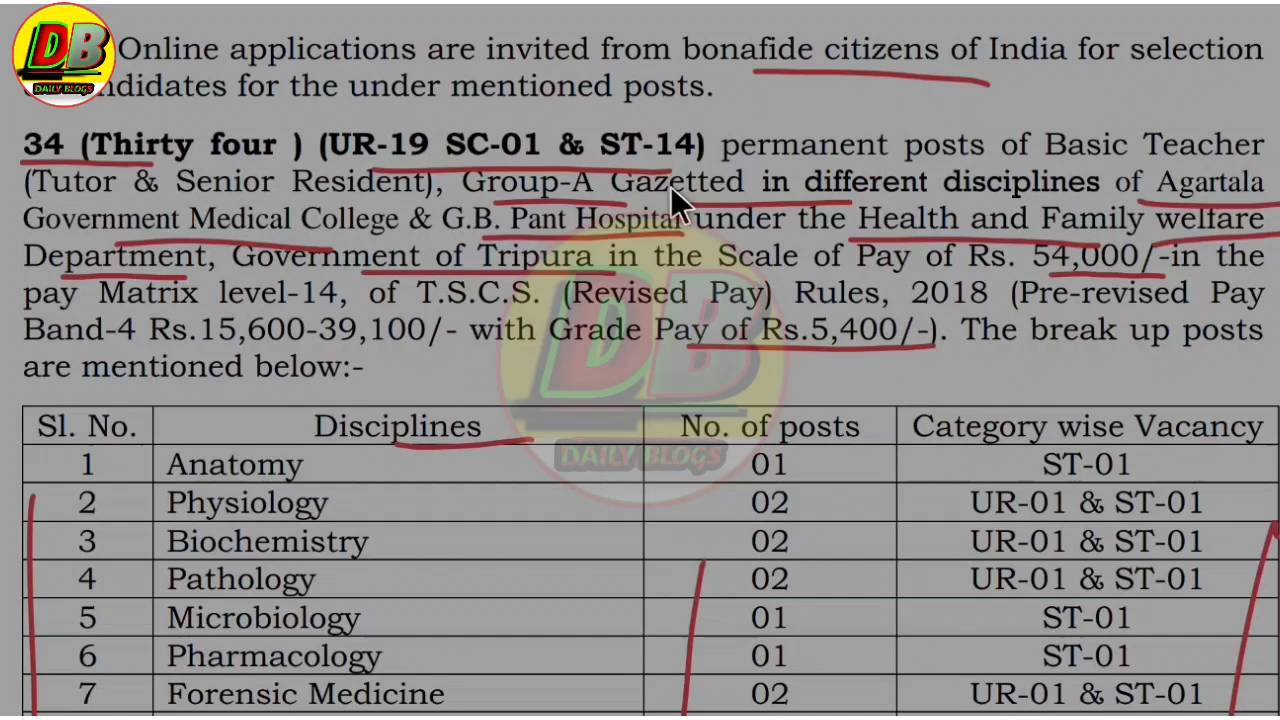 DB
DAILY BLOGS
Online applications are invited from bonafide citizens of India for selection
candidates for the under mentioned posts.
34 (Thirty four ) (UR-19 SC-01 & ST-14) permanent posts of Basic Teacher
(Tutor & Senior Resident), Group-A Gazetted in different disciplines of Agartala
Government Medical College & G.B. Pant Hospital under the Health and Family welfare
Department, Government of Tripura in the Scale of Pay of Rs. 54,000/-in the
pay Matrix level-14, of T.S.C.S. (Revised Pay) Rules, 2018 (Pre-revised Pay
Band-4 Rs.15,600-39,100/- with Grade Pay of Rs.5,400/-). The break up posts
are mentioned below:-
DB
DAILY BLOGS
Sl. No. Disciplines No. of posts Category wise Vacancy
1 Anatomy 01 ST-01
2 Physiology 02 UR-01 & ST-01
3 Biochemistry 02 UR-01 & ST-01
4 Pathology 02 UR-01 & ST-01
5 Microbiology 01 ST-01
6 Pharmacology 01 ST-01
7 Forensic Medicine 02 UR-01 & ST-01